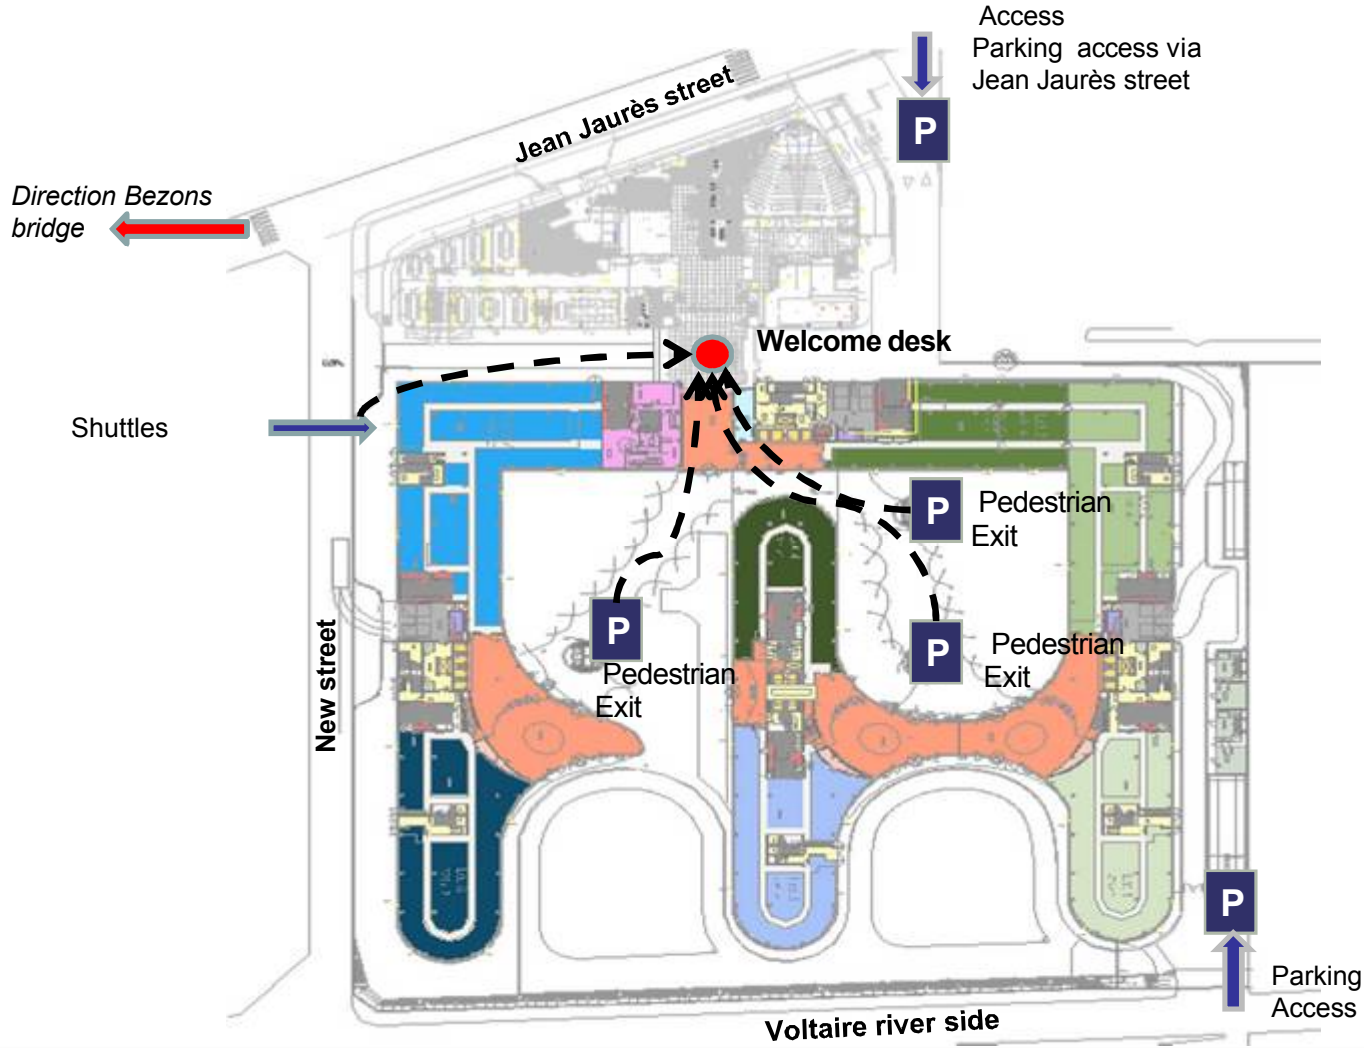 Access
Parking access via
Jean Jaurès street
P
Jean Jaurès street
Direction Bezons
bridge
Welcome desk
Shuttles
P
Pedestrian
Exit
P
Pedestrian
Exit
P
Pedestrian
Exit
New street
P
Parking
Access
Voltaire river side